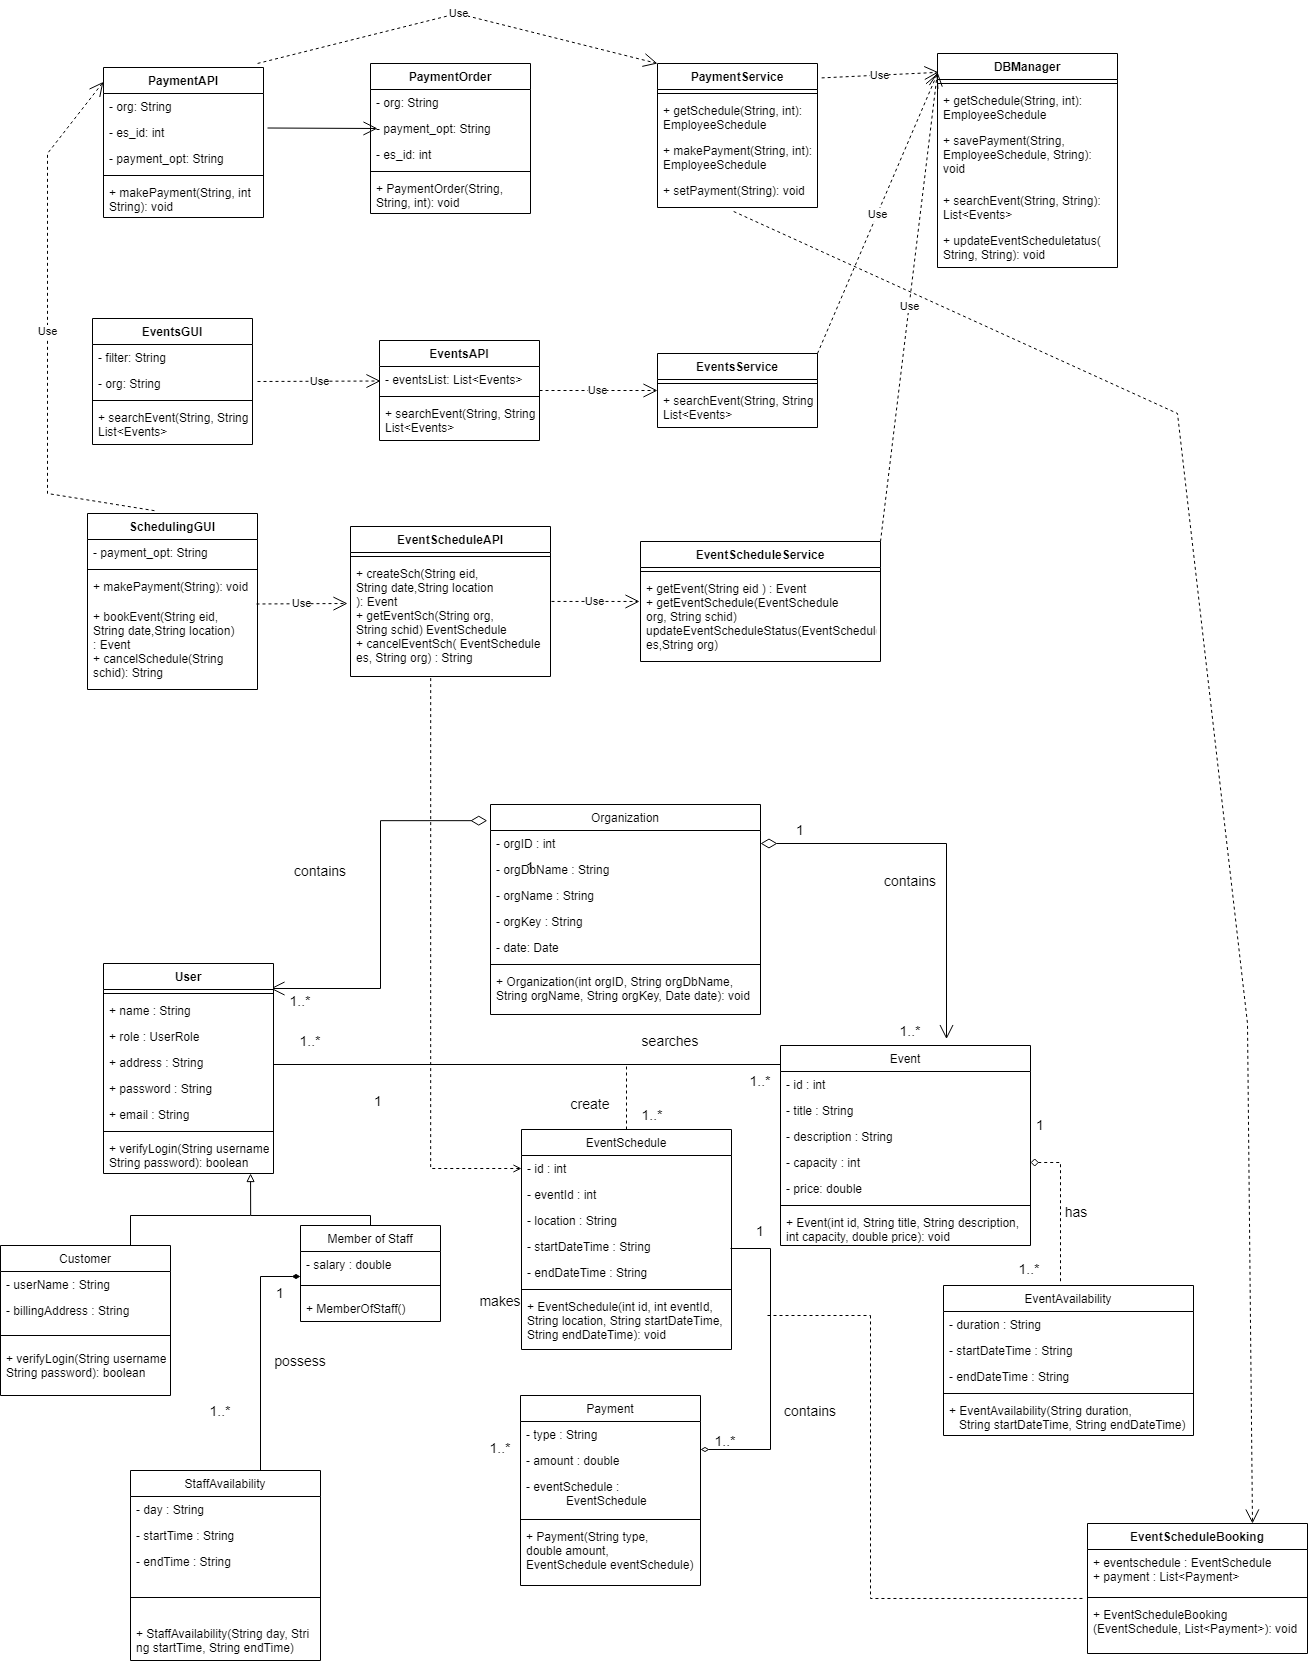 Use
PaymentAPI
- org: String
- es_id: int
- payment_opt: String
+ makePayment(String, int
String): void
PaymentOrder
- org: String
- payment_opt: String
- es_id: int
+ PaymentOrder(String,
String, int): void
PaymentService
+ getSchedule(String, int):
EmployeeSchedule
+ makePayment(String, int):
EmployeeSchedule
+ setPayment(String): void
Use
DBManager
+ getSchedule(String, int):
EmployeeSchedule
+ savePayment(String,
EmployeeSchedule, String):
void
+ searchEvent(String, String):
List<Events>
+ updateEventScheduletatus(
String, String): void
Use
Use
Use
EventsGUI
- filter: String
- org: String
+ searchEvent(String, String
List<Events>
Use
EventsAPI
- eventsList: List<Events>
+ searchEvent(String, String
List<Events>
Use
EventsService
+ searchEvent(String, String
List<Events>
SchedulingGUI
- payment_opt: String
+ makePayment(String): void
+ bookEvent(String eid,
String date,String location)
: Event
+ cancelSchedule(String
schid): String
Use
EventScheduleAPI
+ createSch(String eid,
String date,String location
): Event
+ getEventSch(String org,
String schid) EventSchedule
+ cancelEventSch( EventSchedule
es, String org) : String
Use
EventScheduleService
+ getEvent(String eid ) : Event
+ getEventSchedule(EventSchedule
org, String schid)
updateEventScheduleStatus(EventSchedul
es,String org)
Organization
- orgID : int
- orgDbName : String
1
- orgName : String
- orgKey : String
- date: Date
+ Organization(int orgID, String orgDbName,
String orgName, String orgKey, Date date): void
contains
1
contains
1..*
1..*
User
+ name : String
+ role : UserRole
+ address : String
+ password : String
+ email : String
+ verifyLogin(String username
String password): boolean
1..*
searches
1..*
1
create
1..*
Event
- id : int
- title : String
- description : String
- capacity : int
- price: double
+ Event(int id, String title, String description,
int capacity, double price): void
1
has
1..*
EventSchedule
- id : int
- eventId : int
- location : String
- startDateTime : String
- endDateTime : String
+ EventSchedule(int id, int eventId,
String location, String startDateTime,
String endDateTime): void
1
makes
contains
1..*
1..*
Customer
- userName : String
- billingAddress : String
+ verifyLogin(String username
String password): boolean
Member of Staff
- salary : double
+ MemberOfStaff()
1
possess
1..*
EventAvailability
- duration : String
- startDateTime : String
- endDateTime : String
+ EventAvailability(String duration,
String startDateTime, String endDateTime)
Payment
- type : String
- amount : double
- eventSchedule :
EventSchedule
+ Payment(String type,
double amount,
EventSchedule eventSchedule)
StaffAvailability
- day : String
- startTime : String
- endTime : String
+ StaffAvailability(String day, Stri
ng startTime, String endTime)
EventScheduleBooking
+ eventschedule : EventSchedule
+ payment : List<Payment>
+ EventScheduleBooking
(EventSchedule, List<Payment>): void